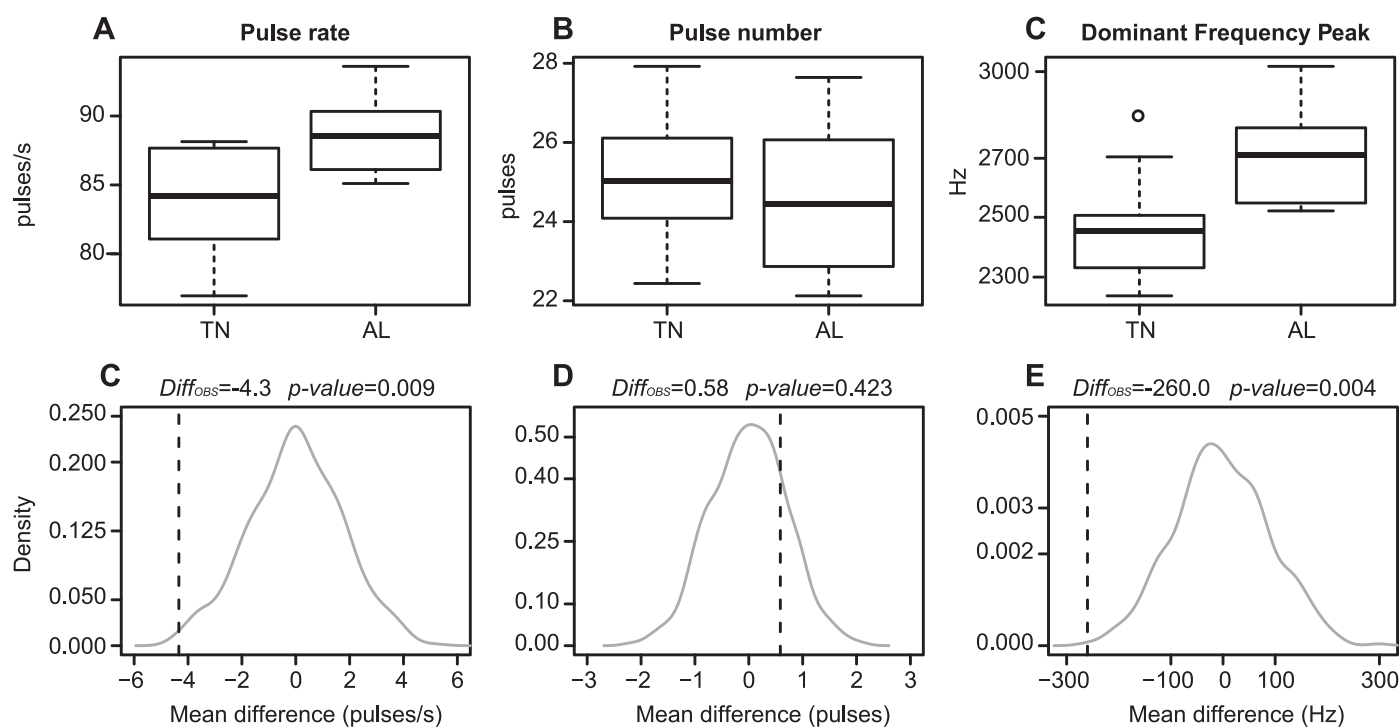 A Pulse rate
pulses/s
90
85
80
TN AL
B Pulse number
pulses
28
26
24
22
TN AL
C Dominant Frequency Peak
Hz
3000
2700
2500
2300
TN AL
C Diff_OBS=-4.3 p-value=0.009
Density
0.250
0.200
0.125
0.050
0.000
−6 −4 −2 0 2 4 6
Mean difference (pulses/s)
D Diff_OBS=0.58 p-value=0.423
0.50
0.40
0.25
0.10
0.00
−3 −2 −1 0 1 2 3
Mean difference (pulses)
E Diff_OBS=-260.0 p-value=0.004
0.005
0.003
0.002
0.000
−300 −100 0 100 300
Mean difference (Hz)